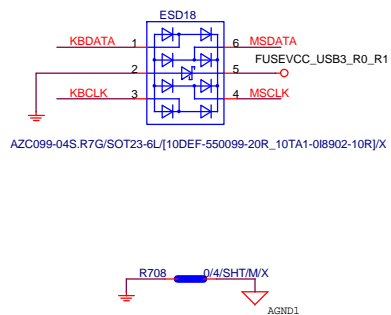 ESD18
KBDATA 1 6 MSDATA
FUSEVCC_USB3_R0_R1
2 5
KBCLK 3 4 MSCLK
AZC099-04S.R7G/SOT23-6L/[10DEF-550099-20R_10TA1-0I8902-10R]/X
R708 0/4/SHT/M/X
AGND1